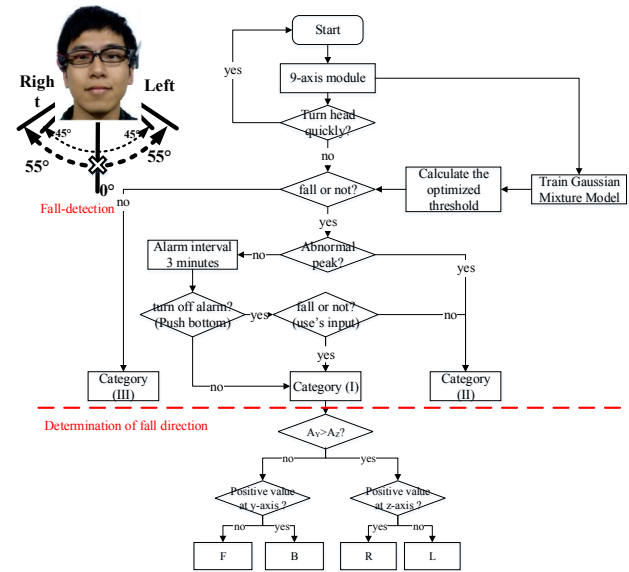 Start
yes
9-axis module
Righ
t
Left
Turn head
quickly?
45°
45°
55°
55°
0°
no
Calculate the
optimized
threshold
Train Gaussian
Mixture Model
fall or not?
Fall-detection
no
yes
Alarm interval
3 minutes
no
Abnormal
peak?
yes
turn off alarm?
(Push bottom)
yes
fall or not?
(use's input)
no
yes
no
Category
(III)
Category (I)
Category
(II)
Determination of fall direction
AY>AZ?
no
yes
Positive value
at y-axis ?
Positive value
at z-axis ?
no
yes
yes
no
F
B
R
L